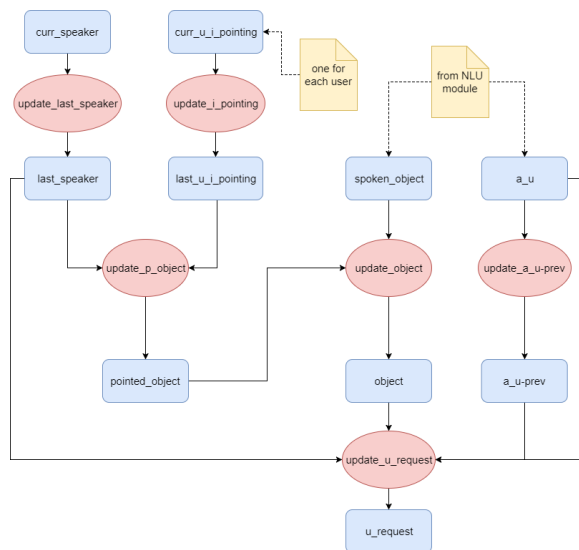 curr_speaker
curr_u_i_pointing
one for
each user
from NLU
module
update_last_speaker
update_i_pointing
last_speaker
last_u_i_pointing
spoken_object
a_u
update_p_object
update_object
update_a_u-prev
pointed_object
object
a_u-prev
update_u_request
u_request